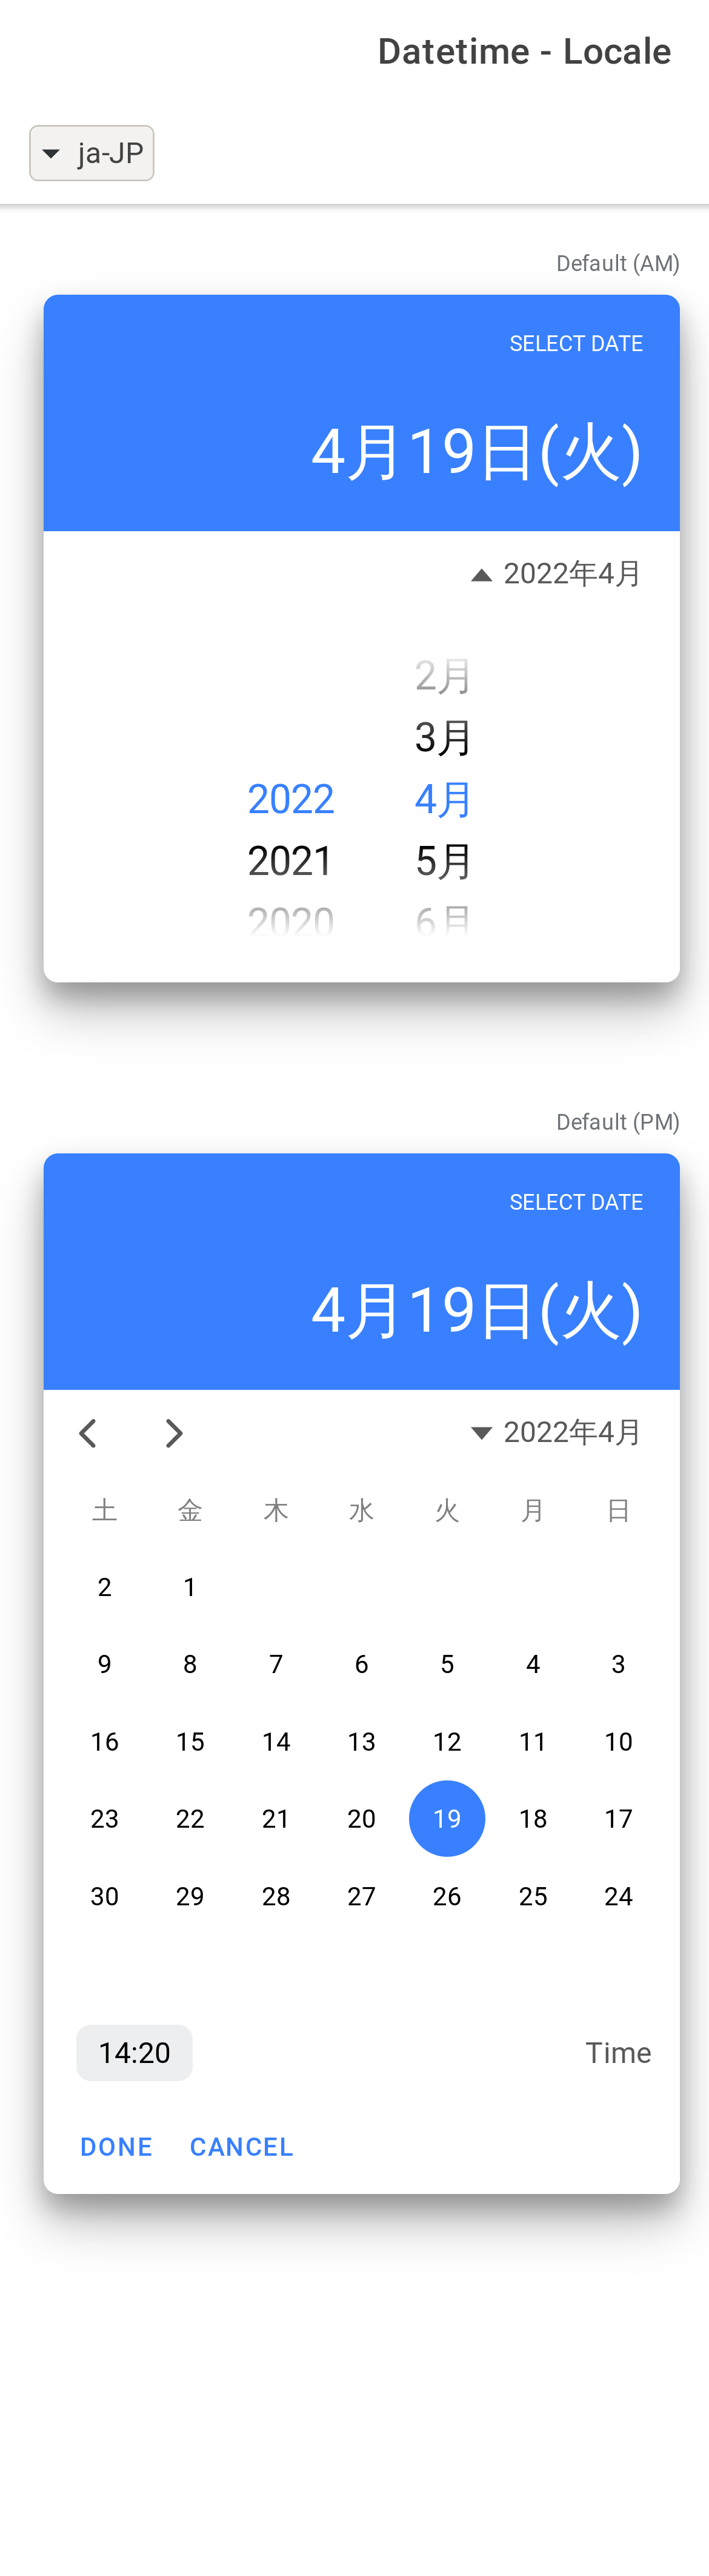 Datetime - Locale
ja-JP
Default (AM)
SELECT DATE
4月19日(火)
2022年4月
2月
3月
2022 4月
2021 5月
2020 6月
Default (PM)
SELECT DATE
4月19日(火)
2022年4月
土 金 木 水 火 月 日
2 1
9 8 7 6 5 4 3
16 15 14 13 12 11 10
23 22 21 20 19 18 17
30 29 28 27 26 25 24
14:20 Time
DONE CANCEL